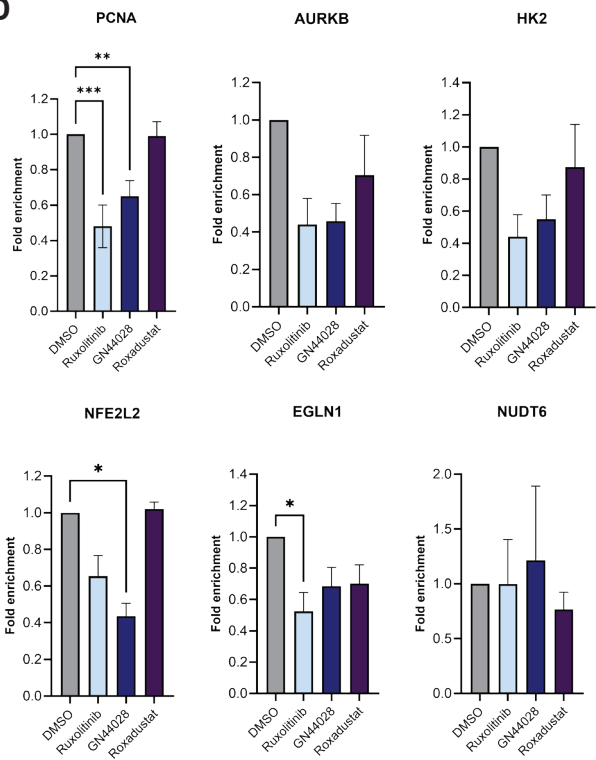 D
PCNA
AURKB
HK2
**
***
Fold enrichment
1.2
1.0
0.8
0.6
0.4
0.2
0.0
DMSO
Ruxolitinib
GN44028
Roxadustat
Fold enrichment
1.2
1.0
0.8
0.6
0.4
0.2
0.0
DMSO
Ruxolitinib
GN44028
Roxadustat
Fold enrichment
1.4
1.2
1.0
0.8
0.6
0.4
0.2
0.0
DMSO
Ruxolitinib
GN44028
Roxadustat
NFE2L2
EGLN1
NUDT6
*
Fold enrichment
1.2
1.0
0.8
0.6
0.4
0.2
0.0
DMSO
Ruxolitinib
GN44028
Roxadustat
*
Fold enrichment
1.4
1.2
1.0
0.8
0.6
0.4
0.2
0.0
DMSO
Ruxolitinib
GN44028
Roxadustat
Fold enrichment
2.0
1.5
1.0
0.5
0.0
DMSO
Ruxolitinib
GN44028
Roxadustat